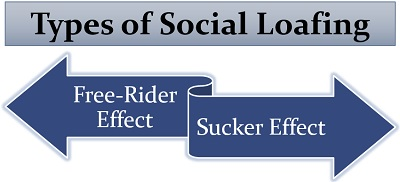 Types of Social Loafing
Free-Rider
Effect
Sucker Effect